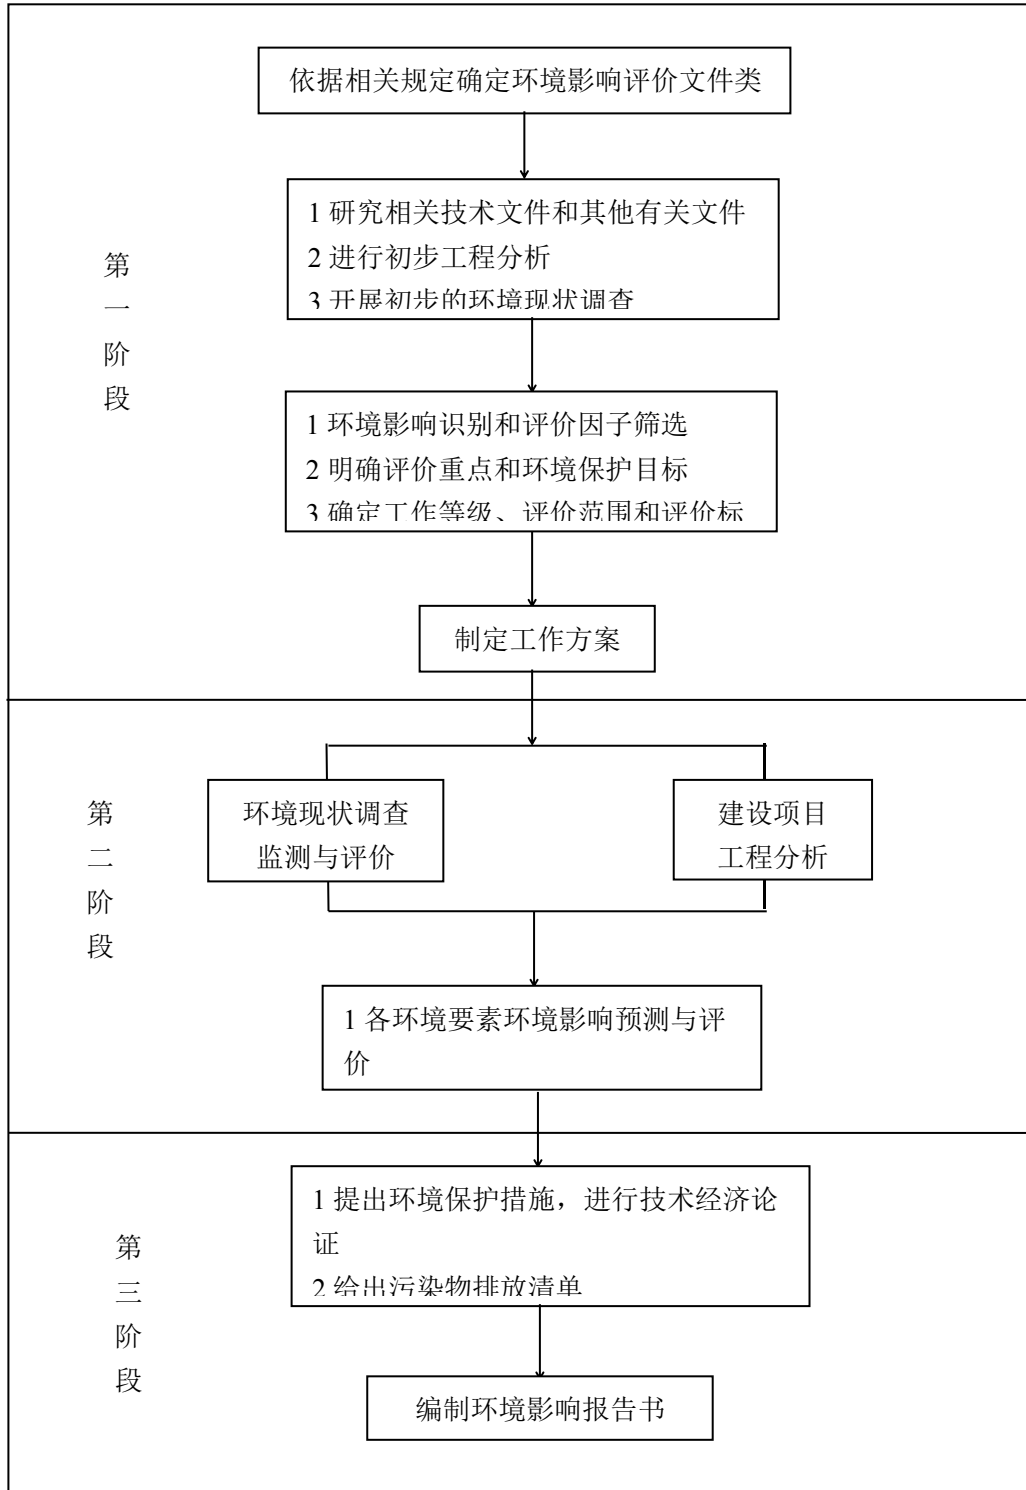 依据相关规定确定环境影响评价文件类
1 研究相关技术文件和其他有关文件
2 进行初步工程分析
3 开展初步的环境现状调查
第
一
阶
段
1 环境影响识别和评价因子筛选
2 明确评价重点和环境保护目标
3 确定工作等级、评价范围和评价标
制定工作方案
第
二
阶
段
环境现状调查
监测与评价
建设项目
工程分析
1 各环境要素环境影响预测与评
价
第
三
阶
段
1 提出环境保护措施，进行技术经济论
证
2 给出污染物排放清单
编制环境影响报告书